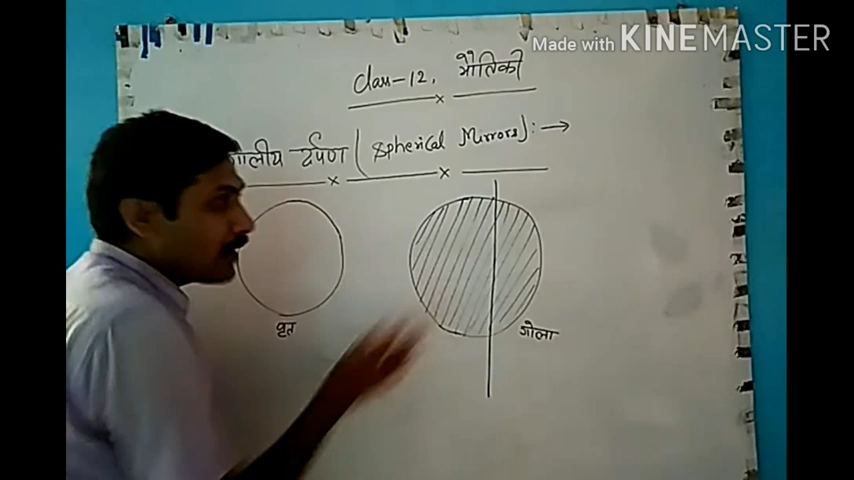 Made with KINEMASTER
Class-12, भौतिकी
गोलीय दर्पण (Spherical Mirrors):→
वृत्त
गोला